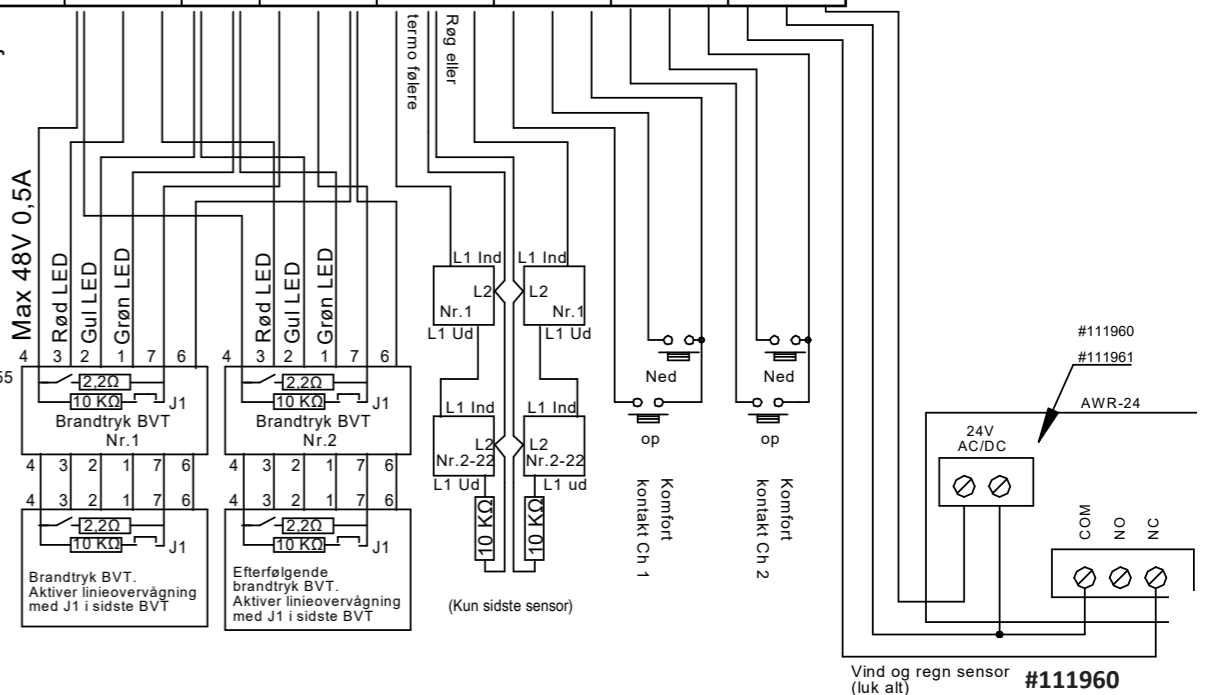 Røg eller
termo følere
Max 48V 0,5A
Rød LED
Gul LED
Grøn LED
4 3 2 1 7 6
55
2,2Ω
10 KΩ
J1
Brandtryk BVT
Nr.1
4 3 2 1 7 6
4 3 2 1 7 6
2,2Ω
10 KΩ
J1
Brandtryk BVT.
Aktiver linieovervågning
med J1 i sidste BVT
Rød LED
Gul LED
Grøn LED
4 3 2 1 7 6
2,2Ω
10 KΩ
J1
Brandtryk BVT
Nr.2
4 3 2 1 7 6
4 3 2 1 7 6
2,2Ω
10 KΩ
J1
Efterfølgende
brandtryk BVT.
Aktiver linieovervågning
med J1 i sidste BVT
L1 Ind
L2
Nr.1
L1 Ud
L1 Ind
L2
Nr.2-22
L1 Ud
10 KΩ
L1 Ind
L2
Nr.1
L1 Ud
L1 Ind
L2
Nr.2-22
L1 ud
10 KΩ
(Kun sidste sensor)
Ned
op
Komfort
kontakt Ch 1
Ned
op
Komfort
kontakt Ch 2
#111960
#111961
AWR-24
24V
AC/DC
COM
NO
NC
Vind og regn sensor
(luk alt)
#111960